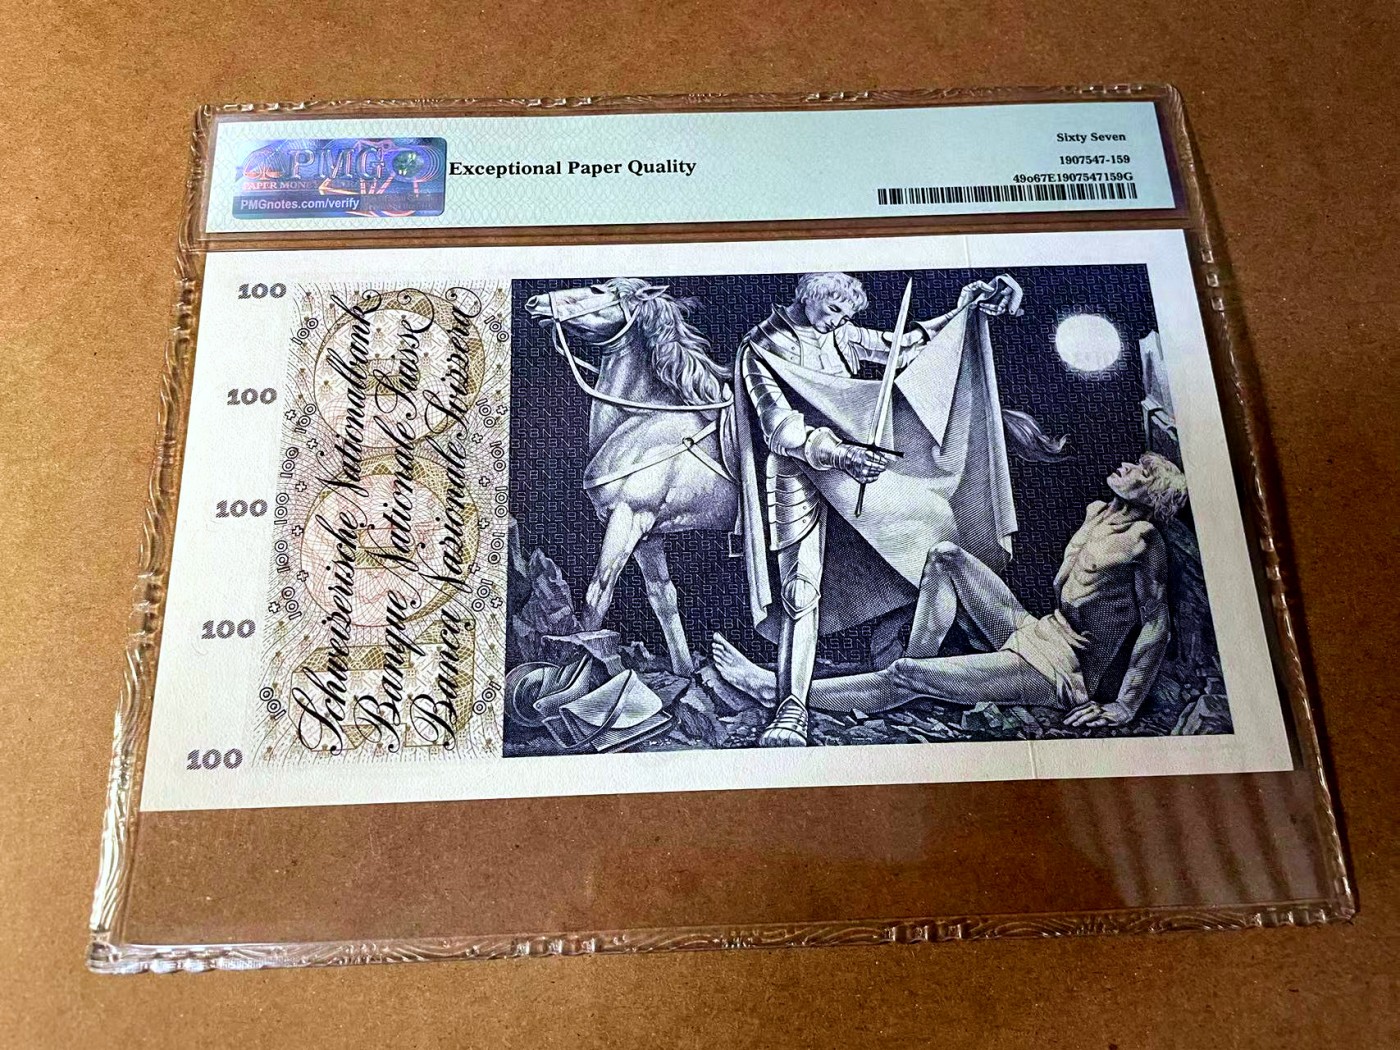 PMG
PAPER MONEY
PMGnotes.com/verify
Exceptional Paper Quality
Sixty Seven
1907547-159
49o67E1907547159G
100
100
100
100
100
Schweizerische Nationalbank
Banque Nationale Suisse
Banca Nazionale Svizzera